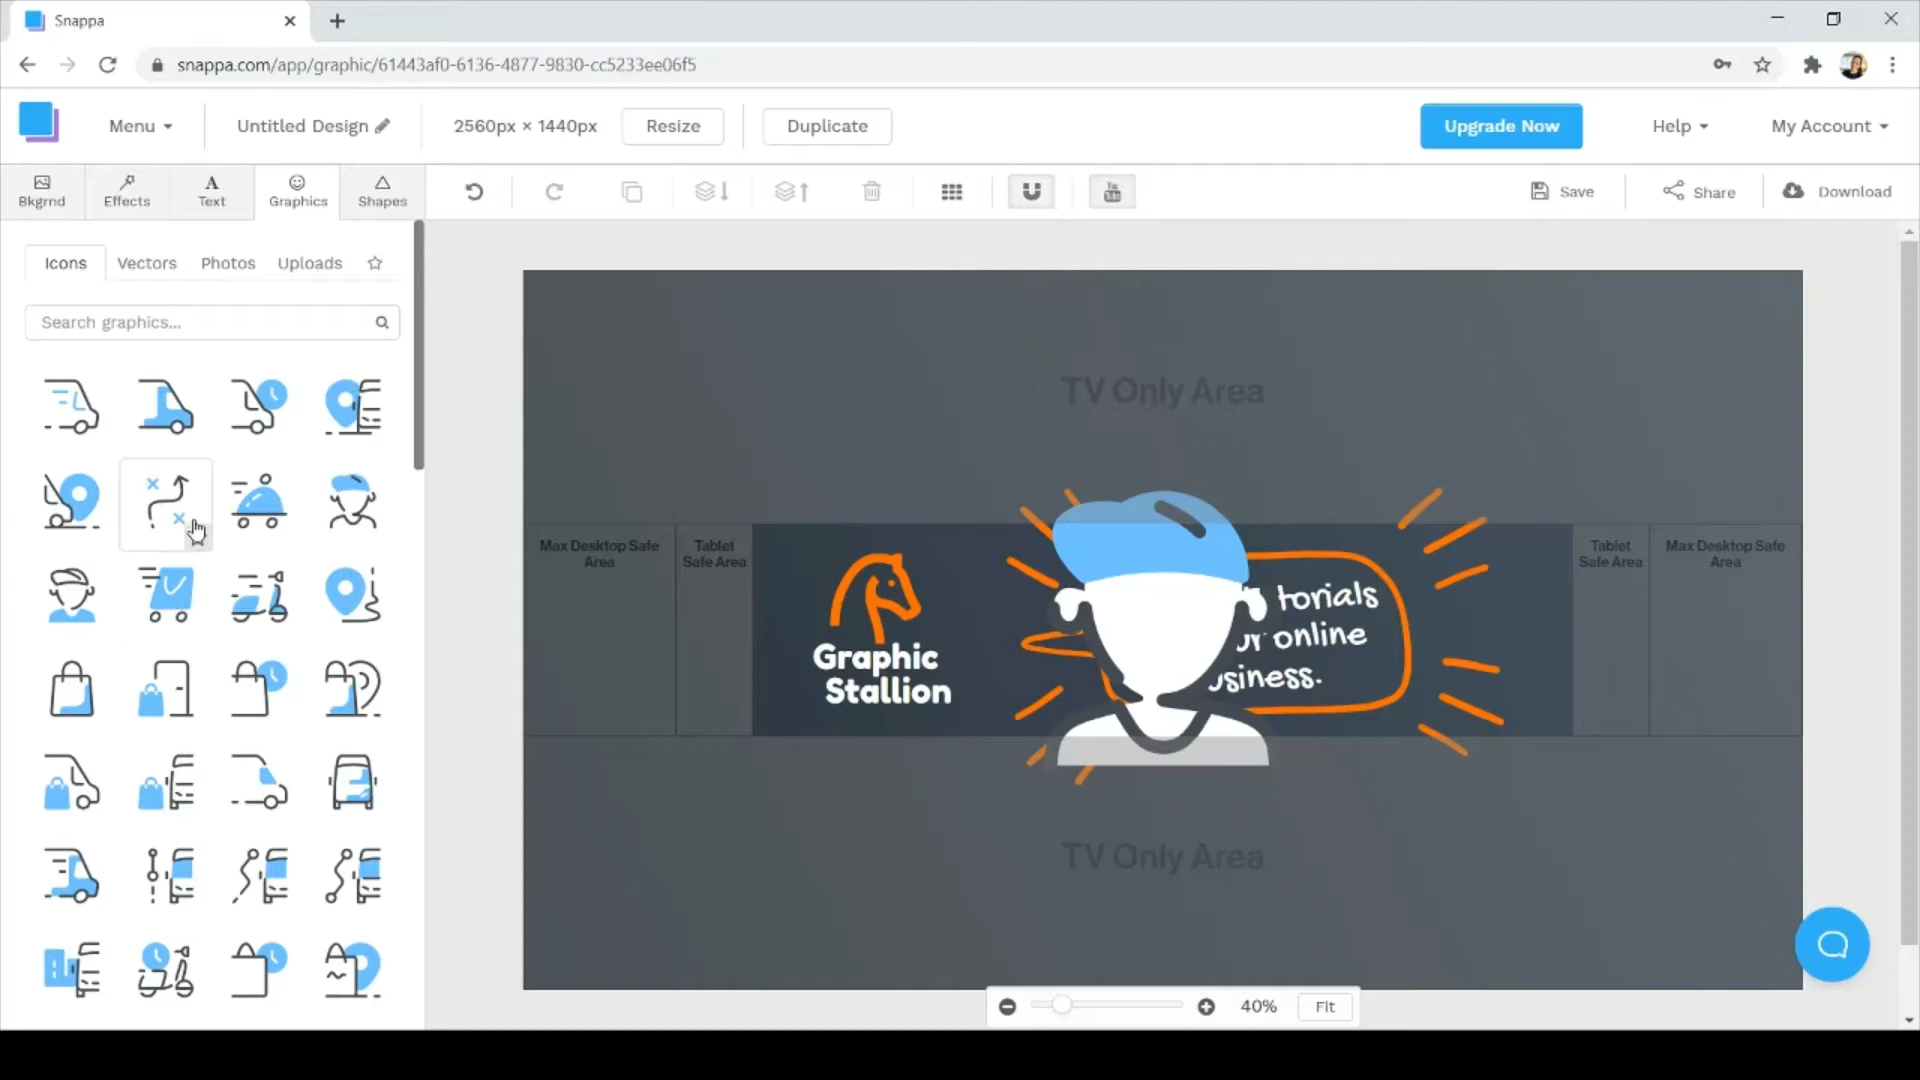 Snappa
snappa.com/app/graphic/61443af0-6136-4877-9830-cc5233ee06f5
Menu
Untitled Design
2560px × 1440px
Resize
Duplicate
Upgrade Now
Help
My Account
Bkgrnd
Effects
Text
Graphics
Shapes
Save
Share
Download
Icons
Vectors
Photos
Uploads
Search graphics...
TV Only Area
Max Desktop Safe
Area
Tablet
Safe Area
Graphic
Stallion
torials
online
Tablet
Safe Area
Max Desktop Safe
Area
TV Only Area
40%
Fit